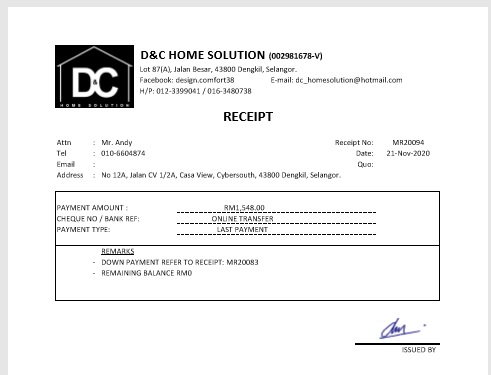 D&C HOME SOLUTION (002981678-V)
Lot 87(A), Jalan Besar, 43800 Dengkil, Selangor.
Facebook: design.comfort38 E-mail: dc_homesolution@hotmail.com
H/P: 012-3399041 / 016-3480738
D&C
HOME SOLUTION
RECEIPT
Attn : Mr. Andy Receipt No: MR20094
Tel : 010-6604874 Date: 21-Nov-2020
Email : Quo:
Address : No 12A, Jalan CV 1/2A, Casa View, Cybersouth, 43800 Dengkil, Selangor.
PAYMENT AMOUNT : RM1,548.00
CHEQUE NO / BANK REF: ONLINE TRANSFER
PAYMENT TYPE: LAST PAYMENT
REMARKS
- DOWN PAYMENT REFER TO RECEIPT: MR20083
- REMAINING BALANCE RM0
ISSUED BY